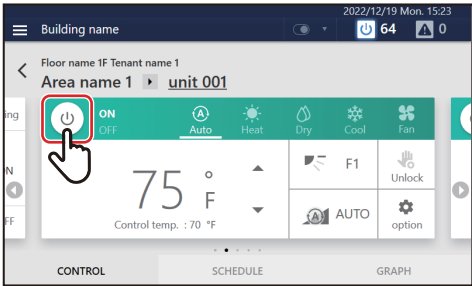 2022/12/19 Mon. 15:23
Building name
64
0
Floor name 1F Tenant name 1
Area name 1 unit 001
ing
ON
OFF
A
Auto
Heat
Dry
Cool
Fan
75 °F
Control temp. : 70 °F
F1
Unlock
A
AUTO
option
N
FF
CONTROL
SCHEDULE
GRAPH